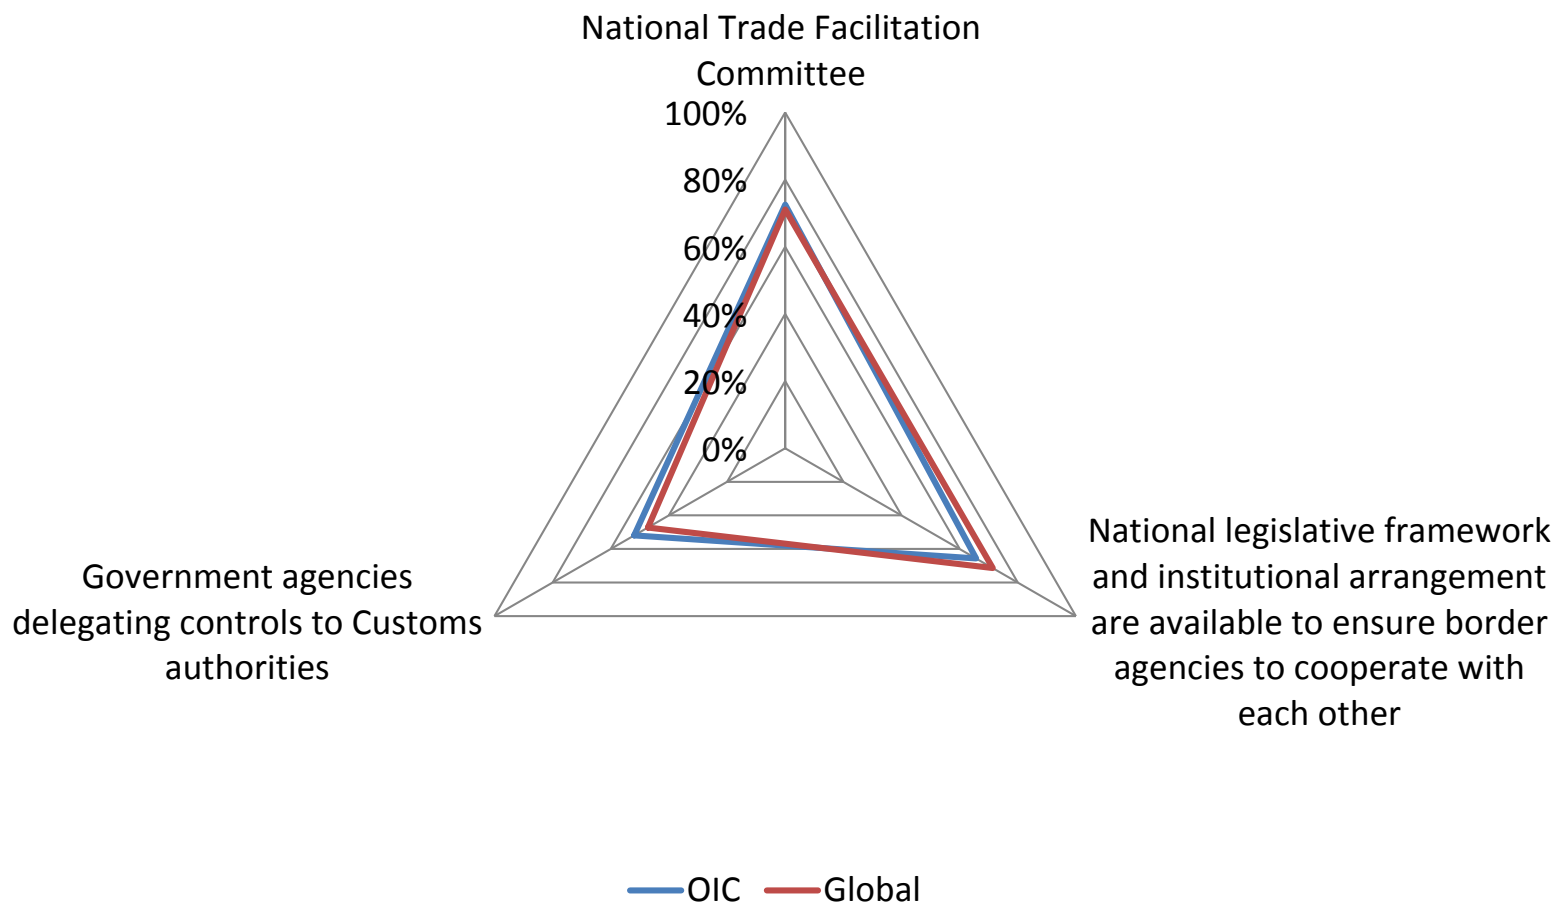 National Trade Facilitation
Committee
100%
80%
60%
40%
20%
0%
National legislative framework
and institutional arrangement
are available to ensure border
agencies to cooperate with
each other
Government agencies
delegating controls to Customs
authorities
OIC
Global